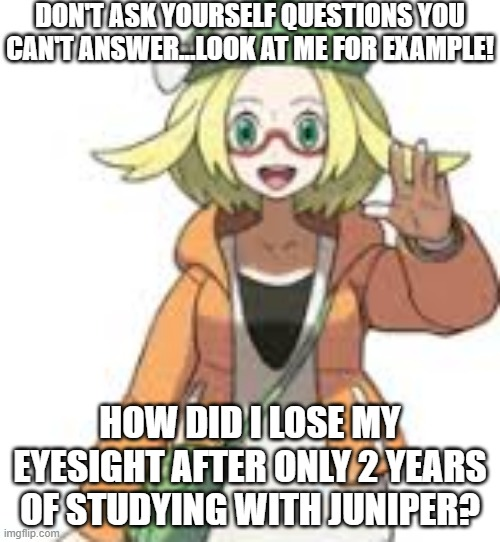 DON'T ASK YOURSELF QUESTIONS YOU
CAN'T ANSWER...LOOK AT ME FOR EXAMPLE!
HOW DID I LOSE MY
EYESIGHT AFTER ONLY 2 YEARS
OF STUDYING WITH JUNIPER?
imgflip.com